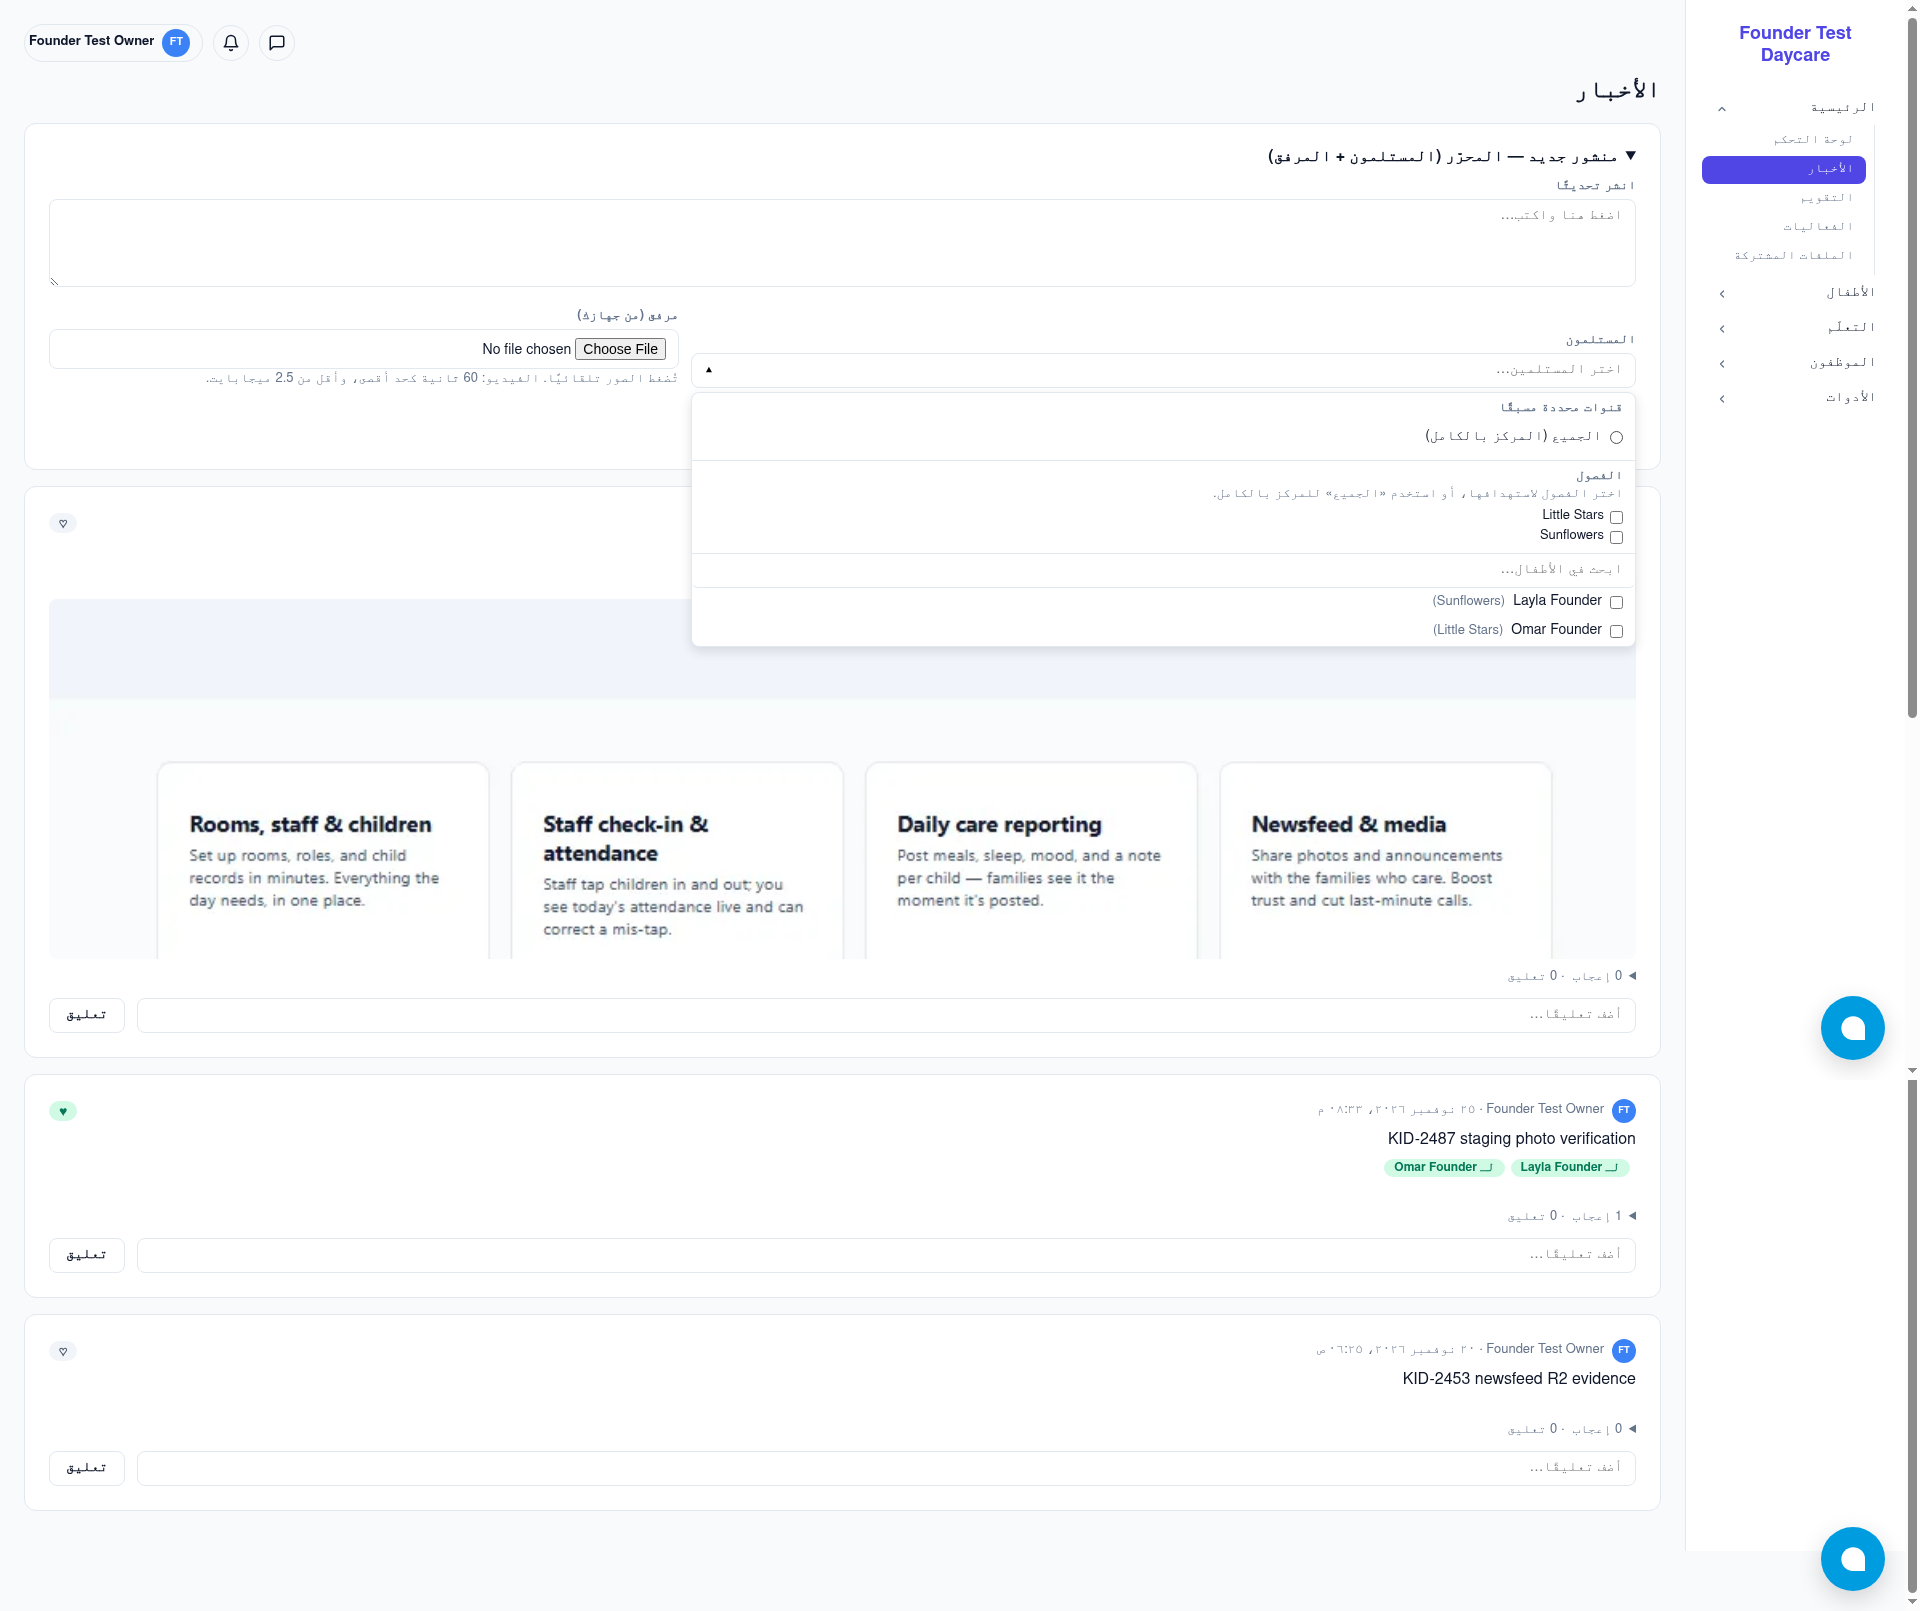 Founder Test Daycare
الرئيسية
لوحة التحكم
الأخبار
التقويم
الفعاليات
الملفات المشتركة
الأطفال
التعلّم
الموظفون
الأدوات
Founder Test Owner FT
الأخبار
منشور جديد — المحرّر (المستلمون + المرفق)
انشر تحديثًا
اضغط هنا واكتب...
المستلمون
اختر المستلمين...
مرفق (من جهازك)
Choose File No file chosen
تُضغط الصور تلقائيًا. الفيديو: 60 ثانية كحد أقصى، وأقل من 2.5 ميجابايت.
قنوات محددة مسبقًا
الجميع (المركز بالكامل)
الفصول
اختر الفصول لاستهدافها، أو استخدم «الجميع» للمركز بالكامل.
Little Stars
Sunflowers
ابحث في الأطفال...
Layla Founder (Sunflowers)
Omar Founder (Little Stars)
Rooms, staff & children
Set up rooms, roles, and child
records in minutes. Everything the
day needs, in one place.
Staff check-in &
attendance
Staff tap children in and out; you
see today's attendance live and can
correct a mis-tap.
Daily care reporting
Post meals, sleep, mood, and a note
per child — families see it the
moment it's posted.
Newsfeed & media
Share photos and announcements
with the families who care. Boost
trust and cut last-minute calls.
0 إعجاب · 0 تعليق
أضف تعليقًا...
تعليق
FT Founder Test Owner · ٢٥ نوفمبر ٢٠٢٦، ٠٨:٣٣ م
KID-2487 staging photo verification
لـ Layla Founder
لـ Omar Founder
1 إعجاب · 0 تعليق
أضف تعليقًا...
تعليق
FT Founder Test Owner · ٢٠ نوفمبر ٢٠٢٦، ٠٦:٢٥ ص
KID-2453 newsfeed R2 evidence
0 إعجاب · 0 تعليق
أضف تعليقًا...
تعليق